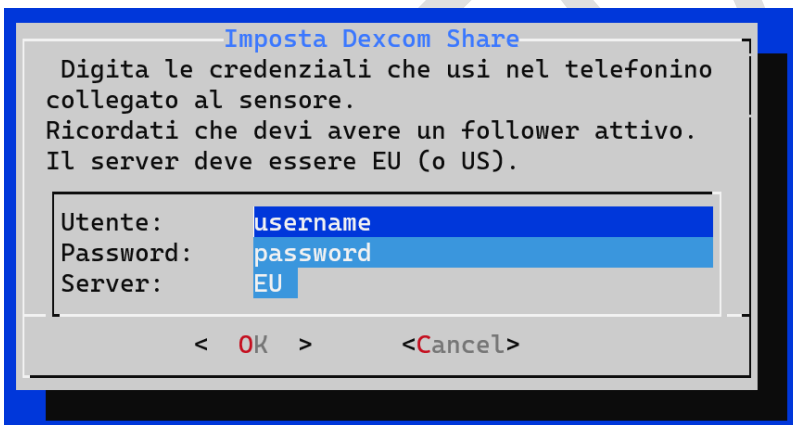 Imposta Dexcom Share
Digita le credenziali che usi nel telefonino
collegato al sensore.
Ricordati che devi avere un follower attivo.
Il server deve essere EU (o US).
Utente: username
Password: password
Server: EU
< OK > <Cancel>